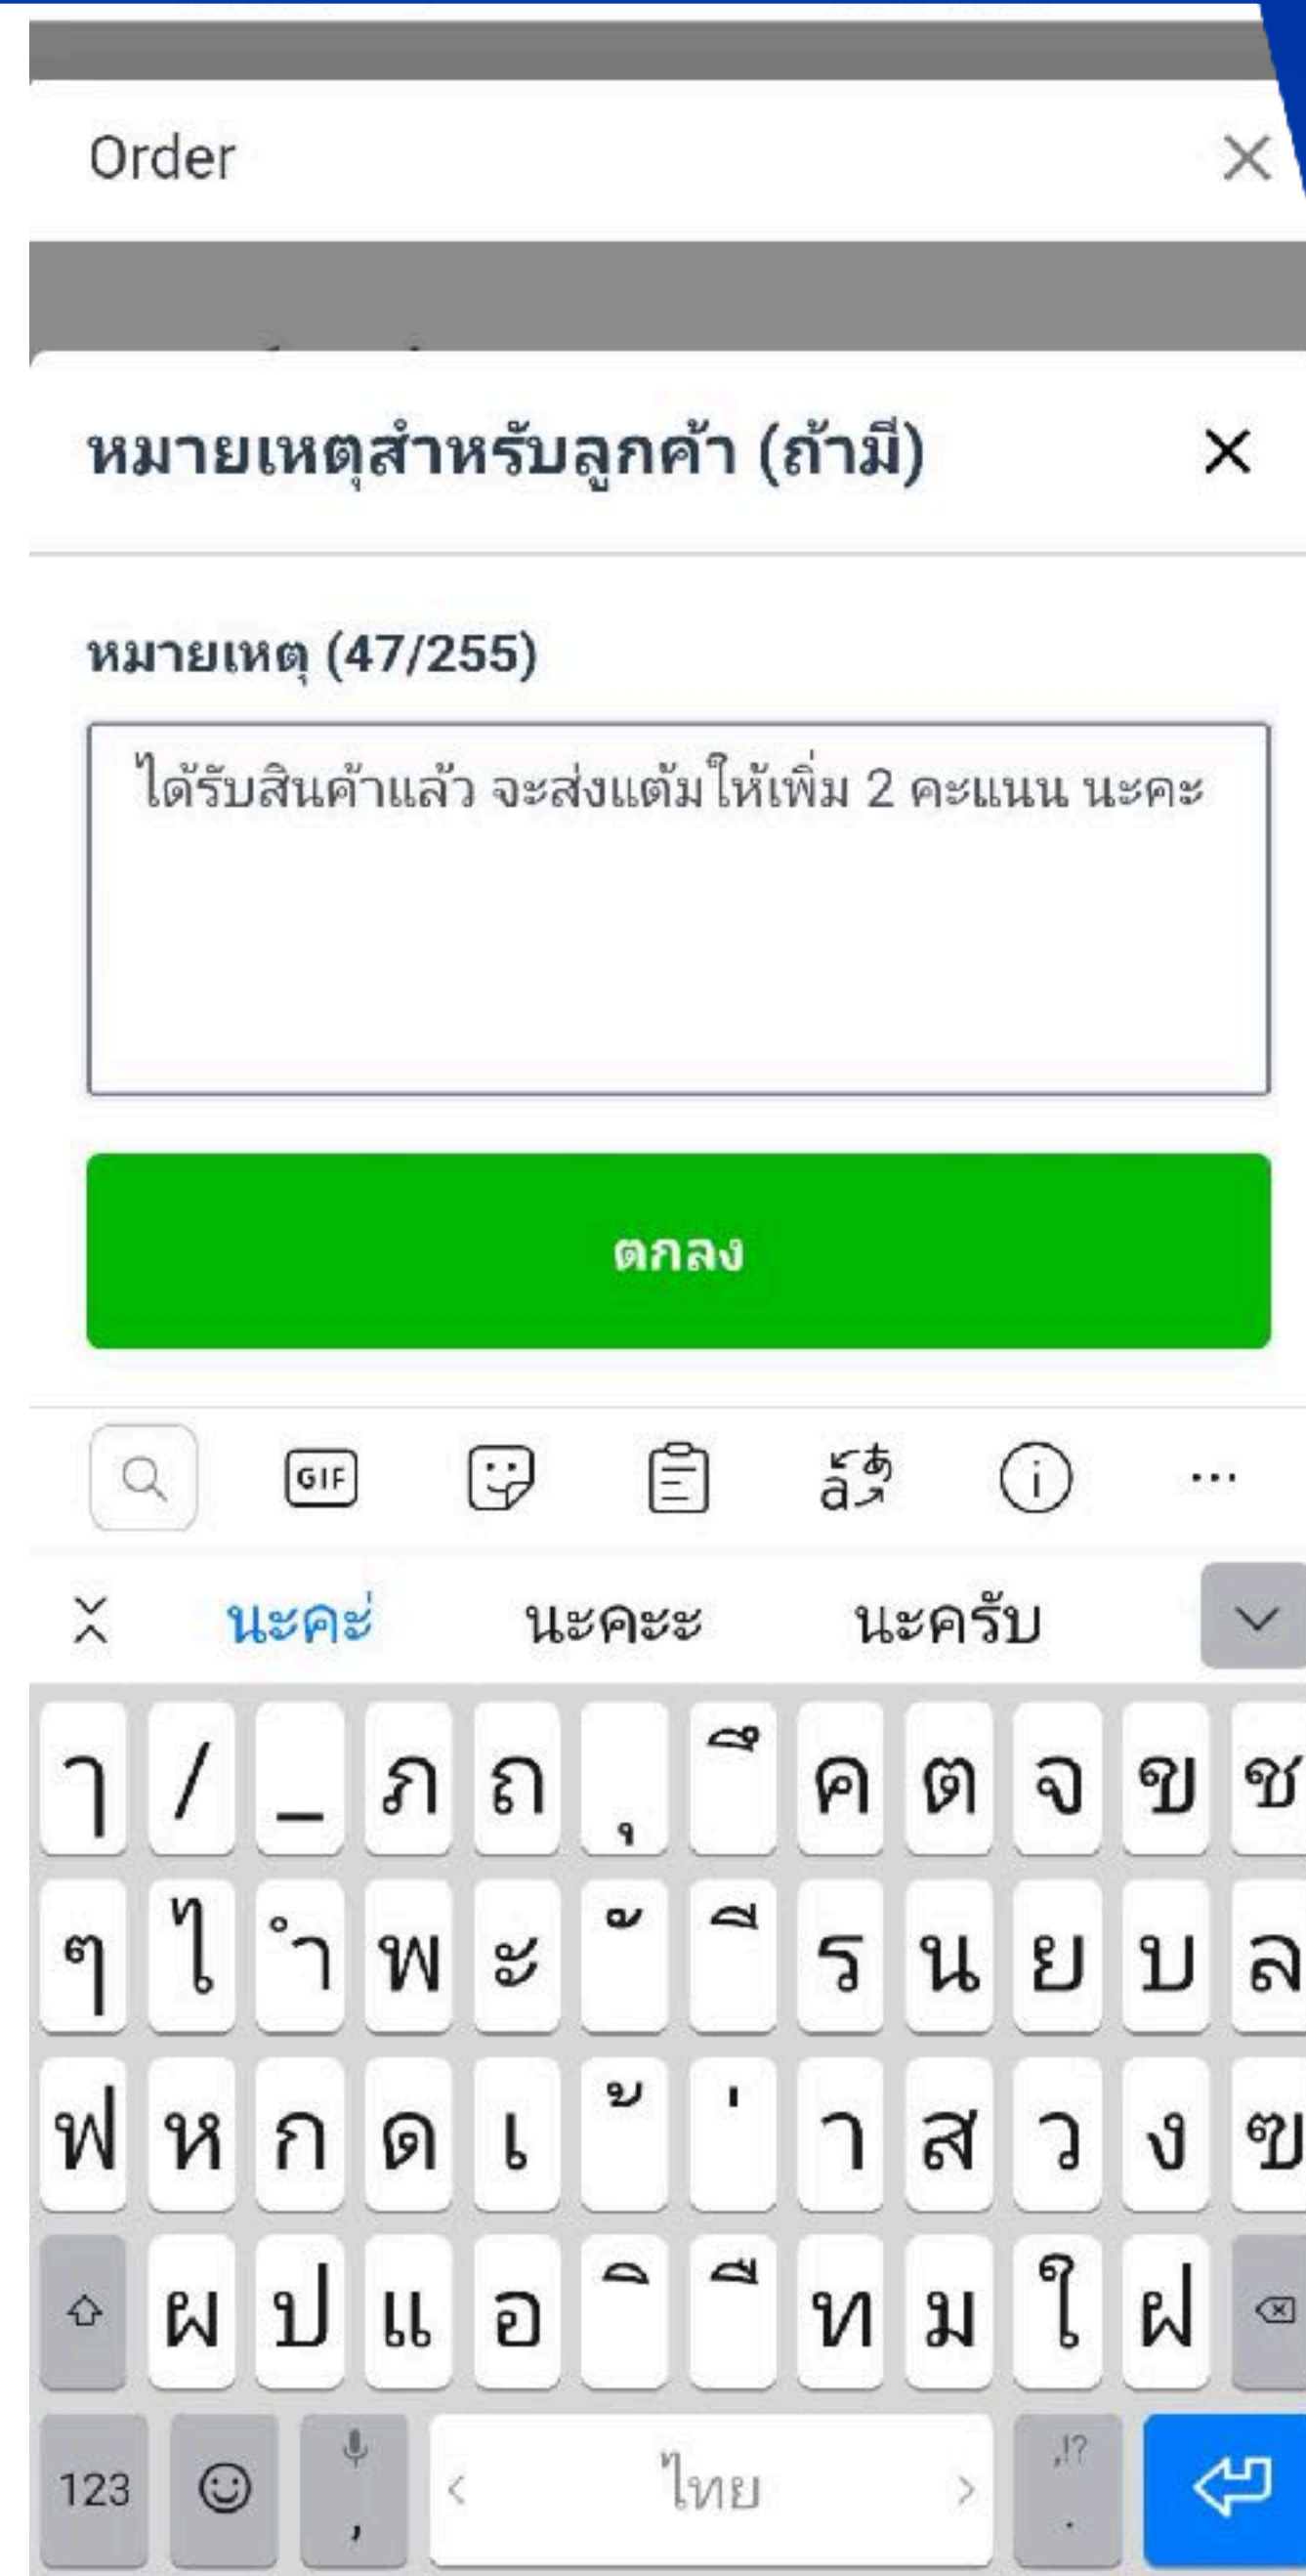 Order
หมายเหตุสำหรับลูกค้า (ถ้ามี)
หมายเหตุ (47/255)
ได้รับสินค้าแล้ว จะส่งแต้มให้เพิ่ม 2 คะแนน นะคะ
ตกลง
GIF
นะคะ่ นะคะะ นะครับ
ๅ / _ ภ ถ ุ ึ ค ต จ ข ช
ๆ ไ ำ พ ะ ั ี ร น ย บ ล
ฟ ห ก ด เ ้ ่ า ส ว ง ฃ
ผ ป แ อ ิ ื ท ม ใ ฝ
123 , < ไทย > ,!? .